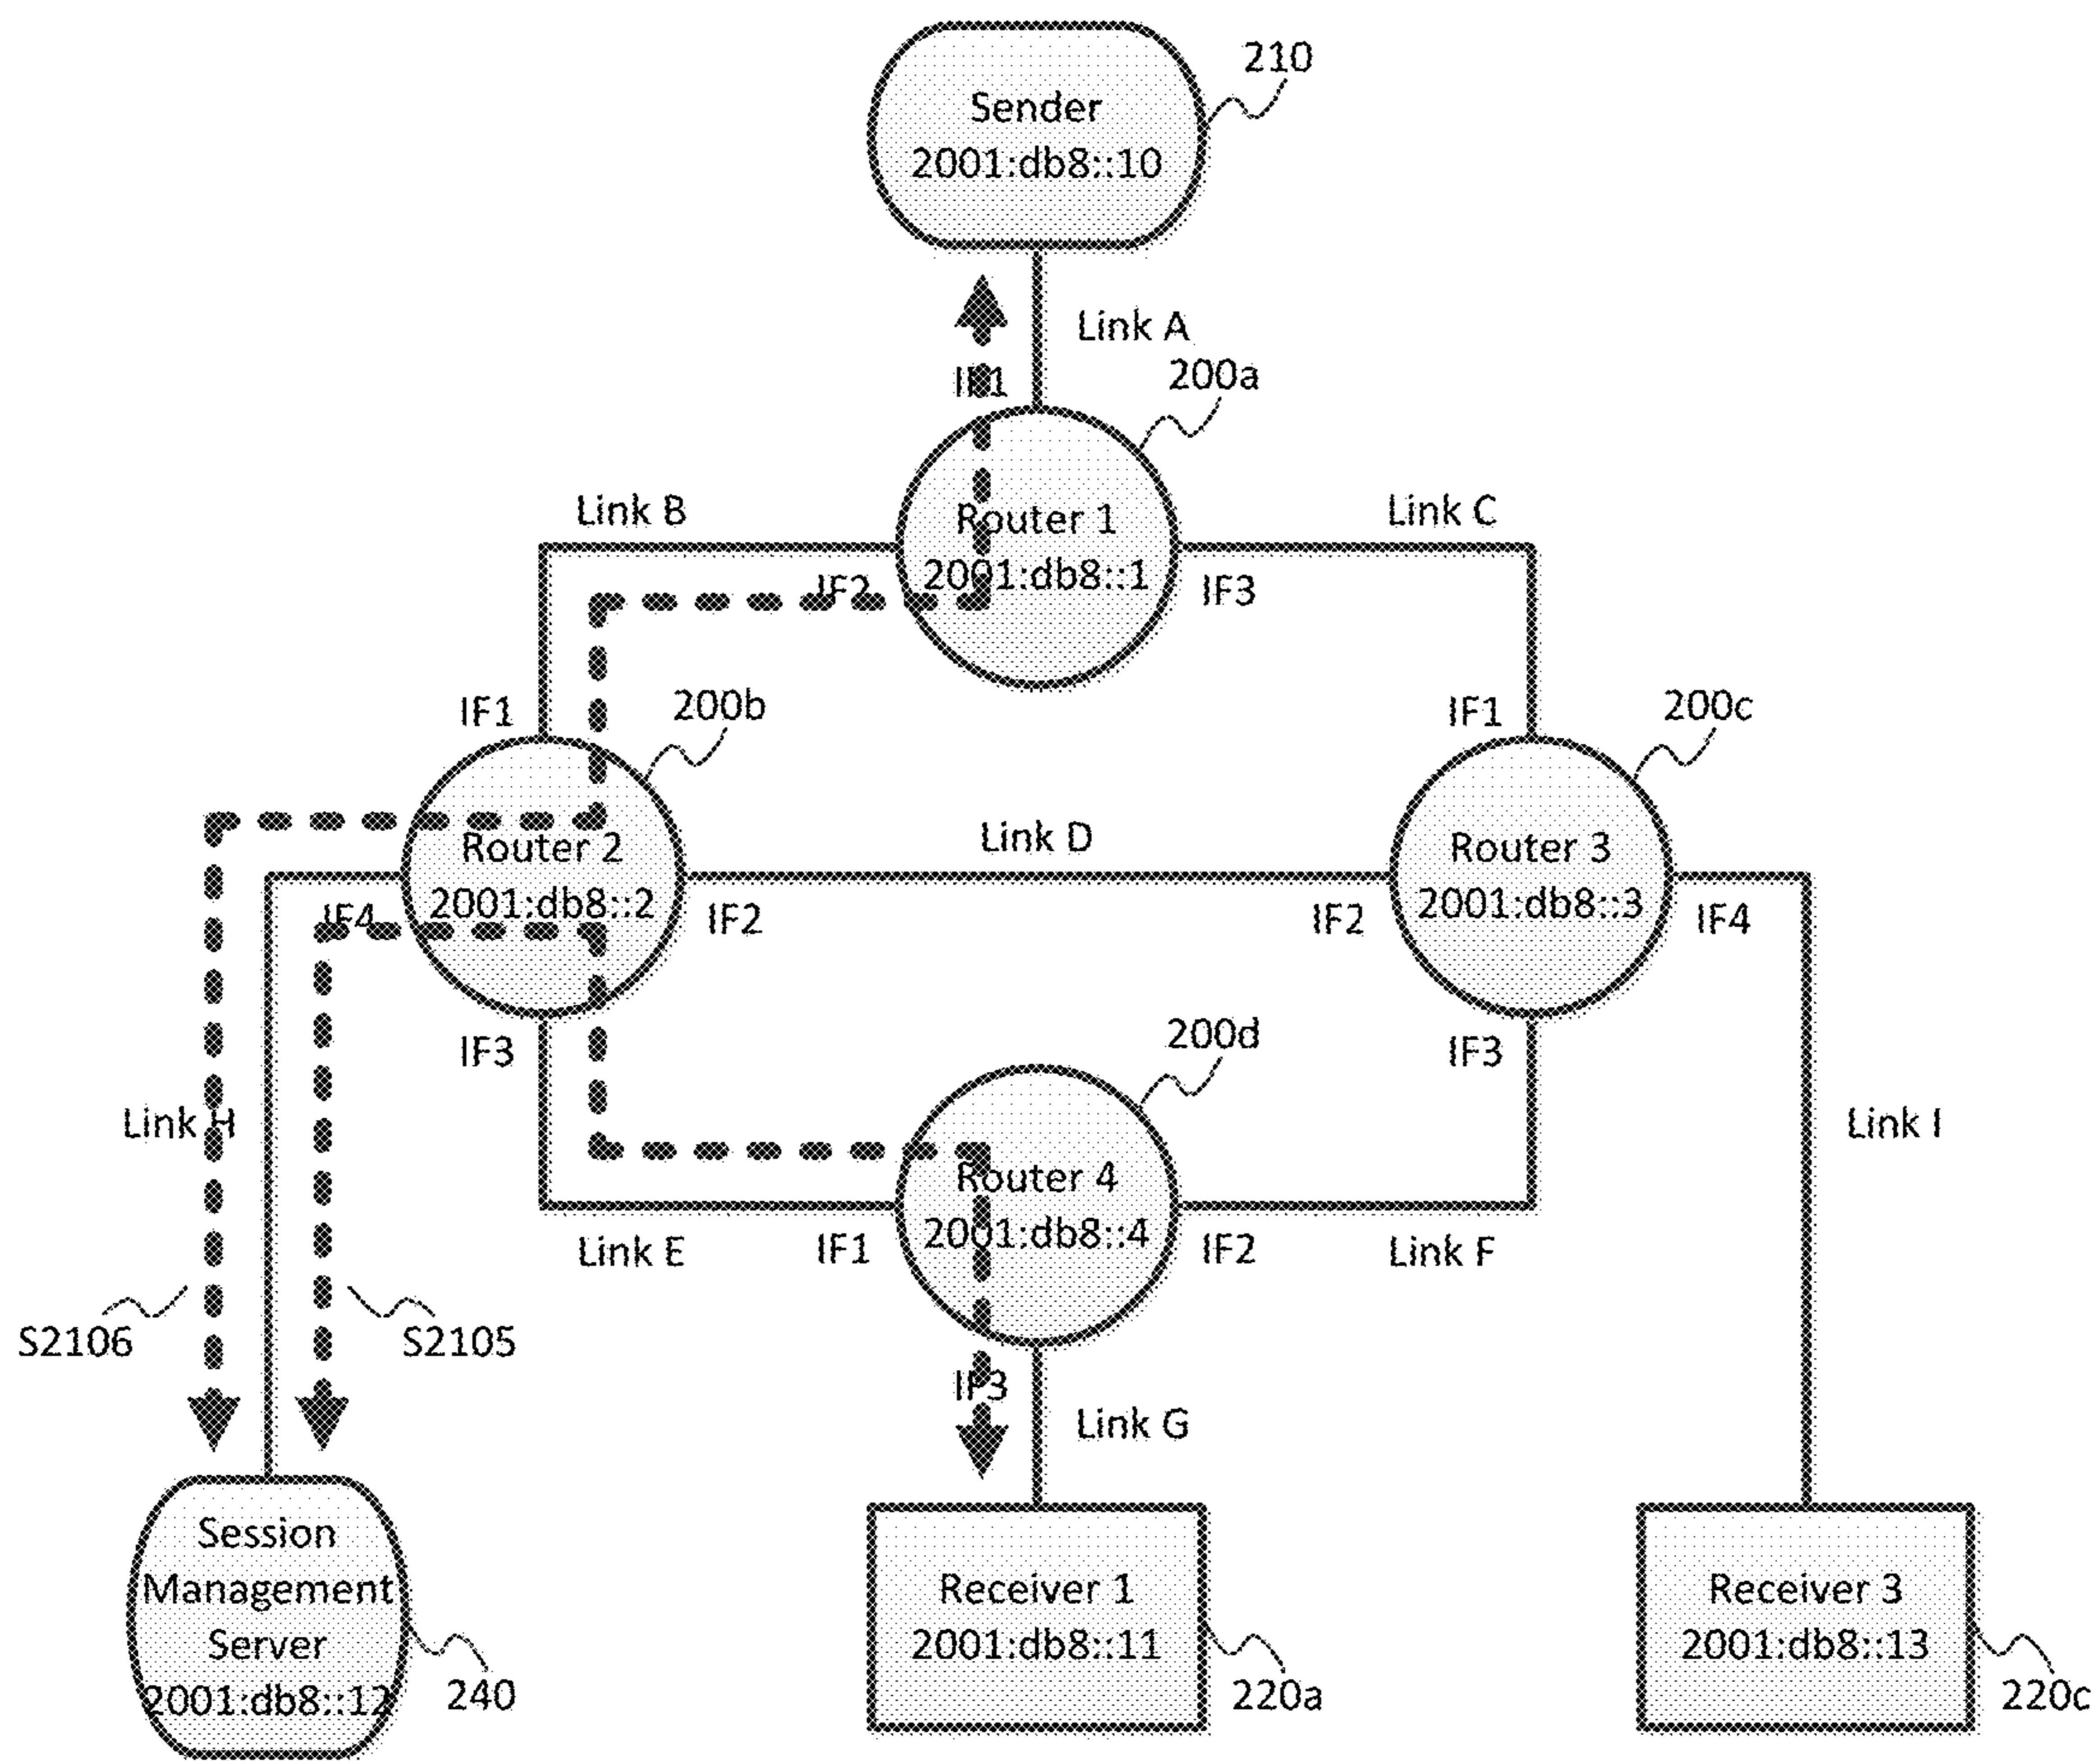 210
Sender
2001:db8::10
Link A
IF1
200a
Link B
Router 1
Link C
2001:db8::1
IF2
IF3
IF1
200b
IF1
200c
Router 2
Link D
Router 3
2001:db8::2
2001:db8::3
IF4
IF2
IF2
IF4
IF3
200d
IF3
Link H
Link I
Router 4
2001:db8::4
Link E
IF1
IF2
Link F
S2106
S2105
IF3
Link G
Session
Management
Server
2001:db8::12
240
Receiver 1
2001:db8::11
220a
Receiver 3
2001:db8::13
220c